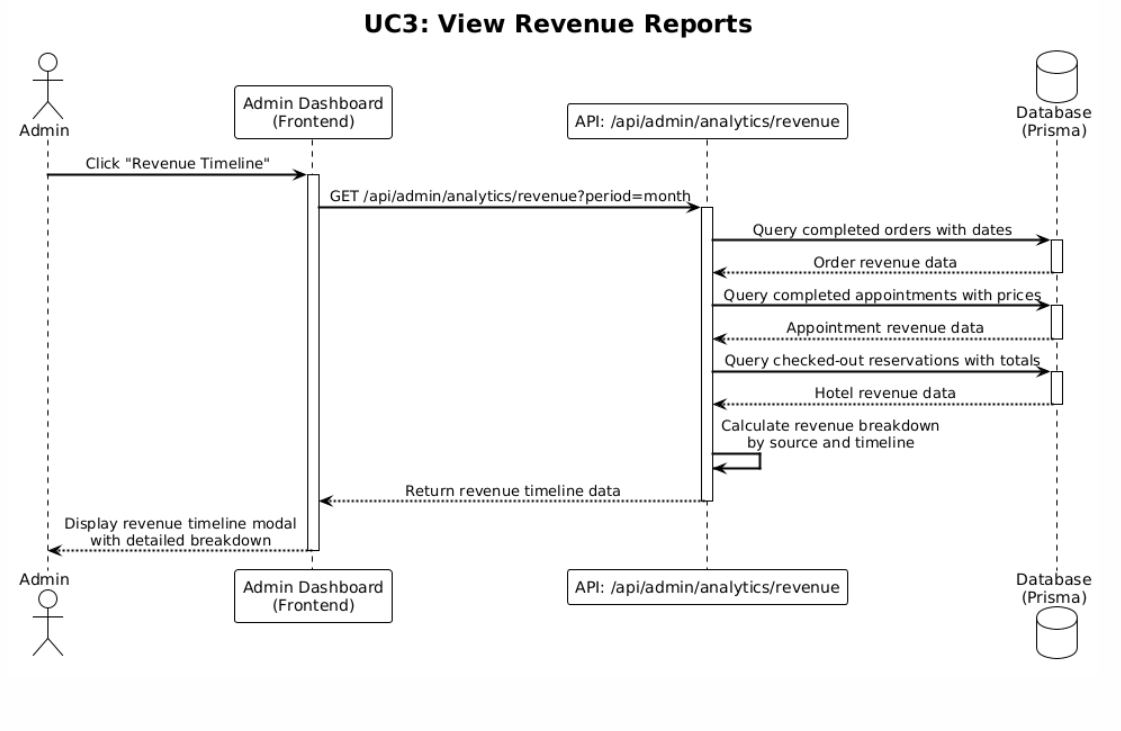 UC3: View Revenue Reports
Admin
Admin Dashboard
(Frontend)
API: /api/admin/analytics/revenue
Database
(Prisma)
Click "Revenue Timeline"
GET /api/admin/analytics/revenue?period=month
Query completed orders with dates
Order revenue data
Query completed appointments with prices
Appointment revenue data
Query checked-out reservations with totals
Hotel revenue data
Calculate revenue breakdown
by source and timeline
Return revenue timeline data
Display revenue timeline modal
with detailed breakdown
Admin
Admin Dashboard
(Frontend)
API: /api/admin/analytics/revenue
Database
(Prisma)